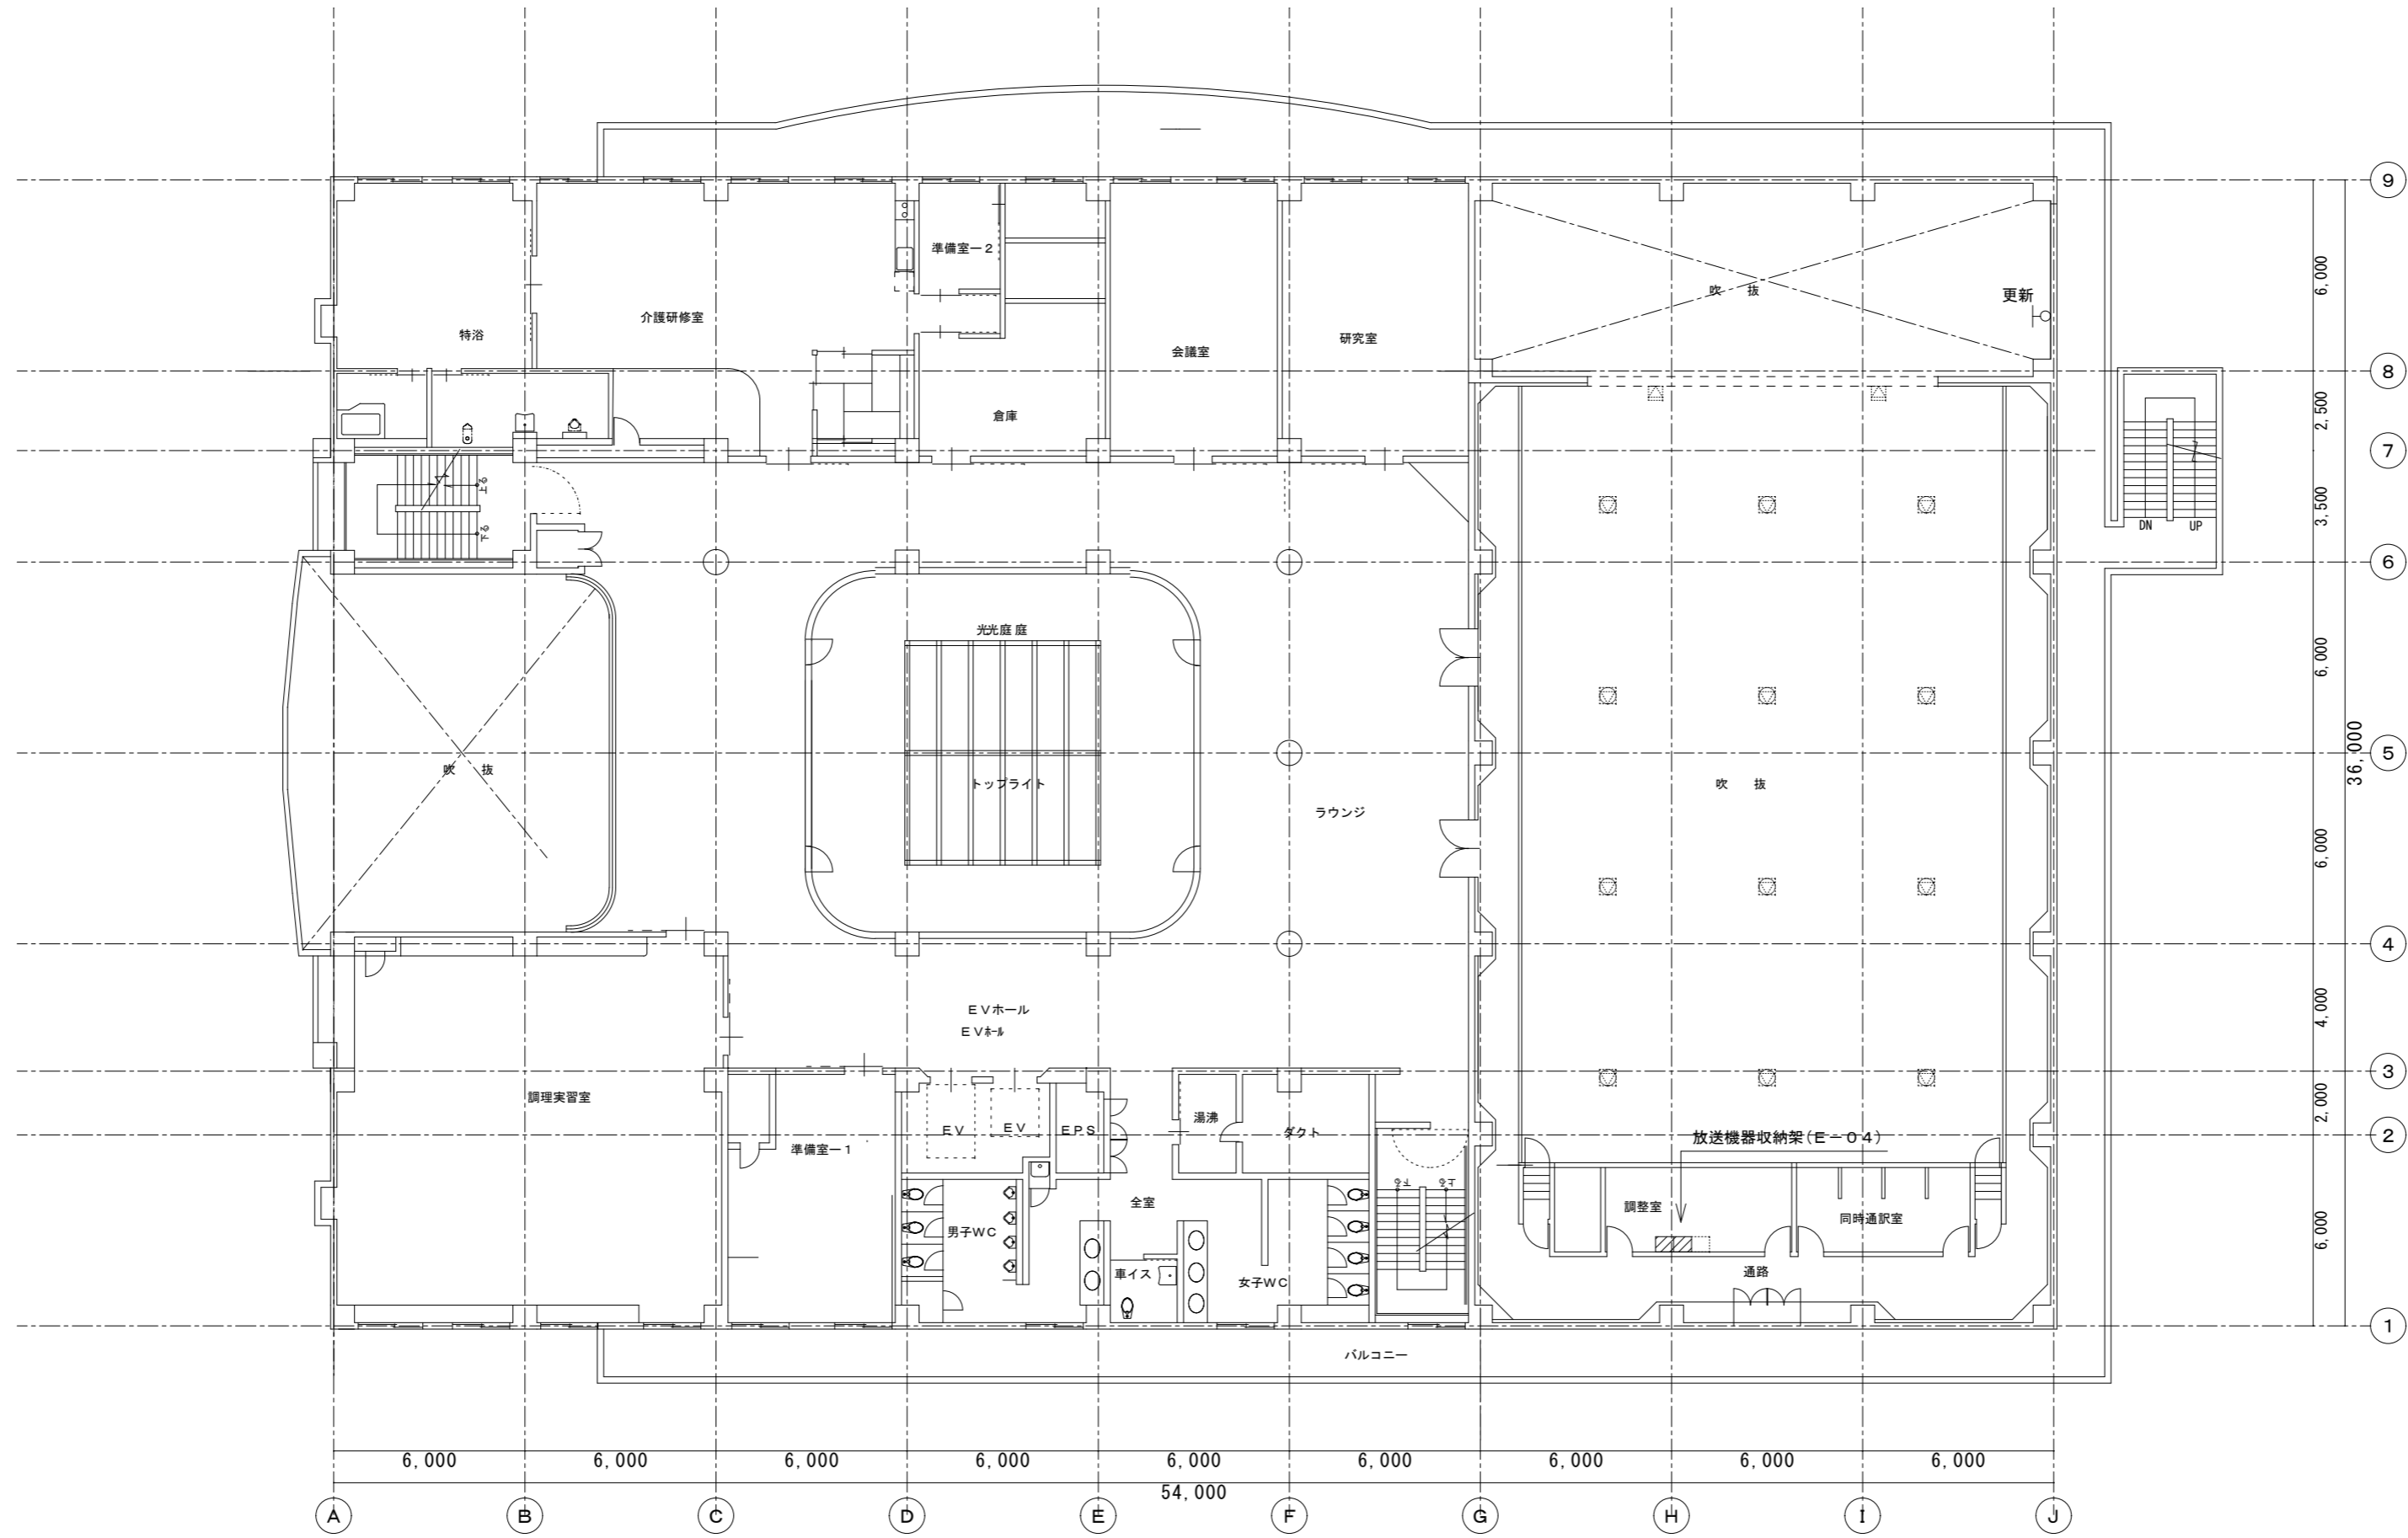 9
準備室ー2
6,000
吹　抜
更新
介護研修室
特浴
研究室
会議室
8
倉庫
2,500
7
上る
3,500
下る
DN UP
6
光光庭 庭
6,000
36,000
5
吹　抜
トップライト
吹　抜
ラウンジ
6,000
4
EVホール
EVホール
4,000
3
調理実習室
湯沸
2,000
EV
EV
EPS
ダクト
放送機器収納架(E－04)
2
準備室ー1
全室
調整室
同時通訳室
男子WC
6,000
車イス
女子WC
通路
1
バルコニー
6,000 6,000 6,000 6,000 6,000 6,000 6,000 6,000 6,000
54,000
A B C D E F G H I J